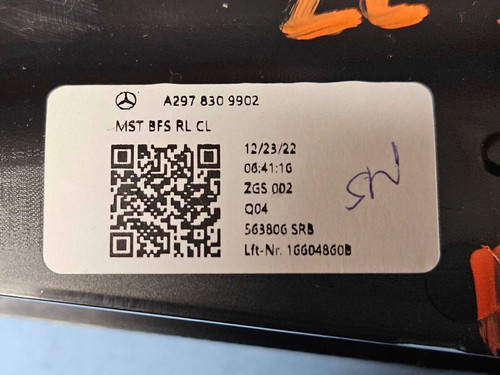 A297 830 9902
MST BFS RL CL
12/23/22
06:41:16
ZGS 002
Q04
563806 SRB
Lft-Nr. 16604860B